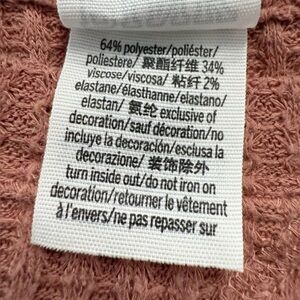 64% polyester/poliéster/
poliestere/ 聚酯纤维 34%
viscose/viscosa/ 粘纤 2%
elastane/élasthanne/elastano/
elastan/ 氨纶 exclusive of
decoration/sauf décoration/no
incluye la decoración/esclusa la
decorazione/ 装饰除外
turn inside out/do not iron on
decoration/retourner le vêtement
à l'envers/ne pas repasser sur